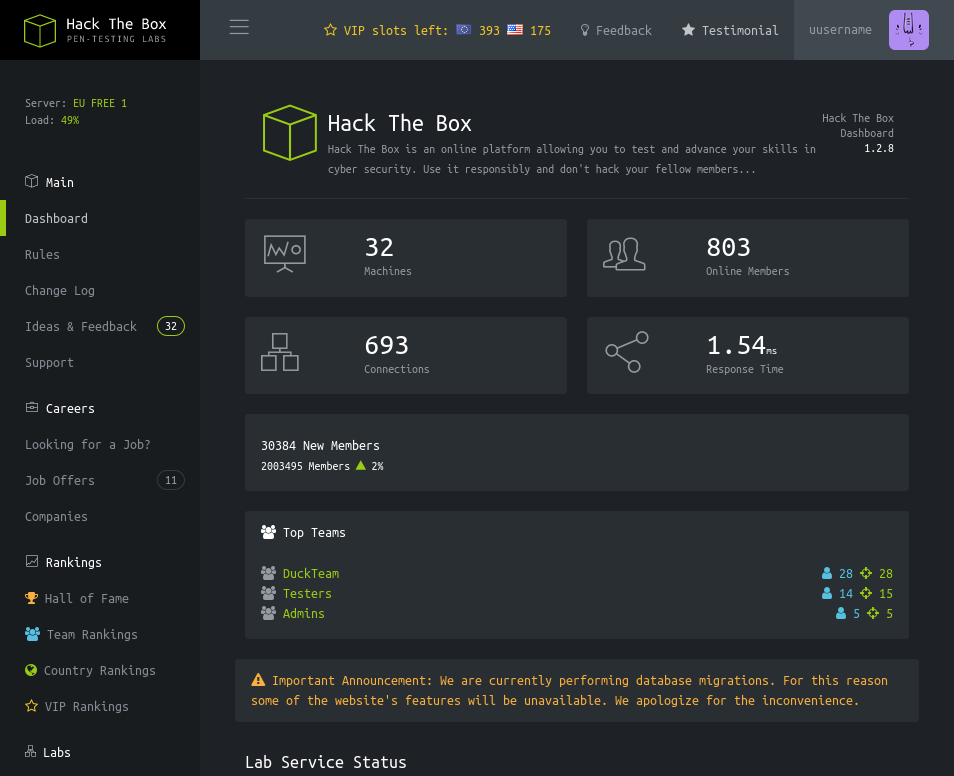 Hack The Box
PEN-TESTING LABS
VIP slots left: 393 175
Feedback
Testimonial
uusername
Server: EU FREE 1
Load: 49%
Main
Dashboard
Rules
Change Log
Ideas & Feedback 32
Support
Careers
Looking for a Job?
Job Offers 11
Companies
Rankings
Hall of Fame
Team Rankings
Country Rankings
VIP Rankings
Labs
Hack The Box
Hack The Box is an online platform allowing you to test and advance your skills in
cyber security. Use it responsibly and don't hack your fellow members...
Hack The Box
Dashboard
1.2.8
32
Machines
803
Online Members
693
Connections
1.54ms
Response Time
30384 New Members
2003495 Members 2%
Top Teams
DuckTeam 28 28
Testers 14 15
Admins 5 5
Important Announcement: We are currently performing database migrations. For this reason
some of the website's features will be unavailable. We apologize for the inconvenience.
Lab Service Status